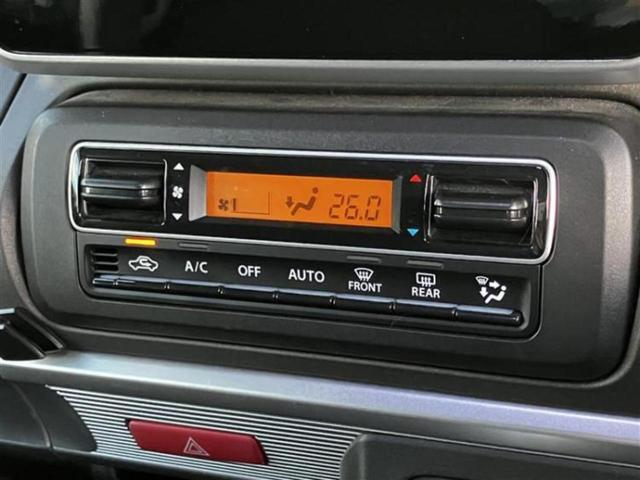 26.0
A/C OFF AUTO FRONT REAR